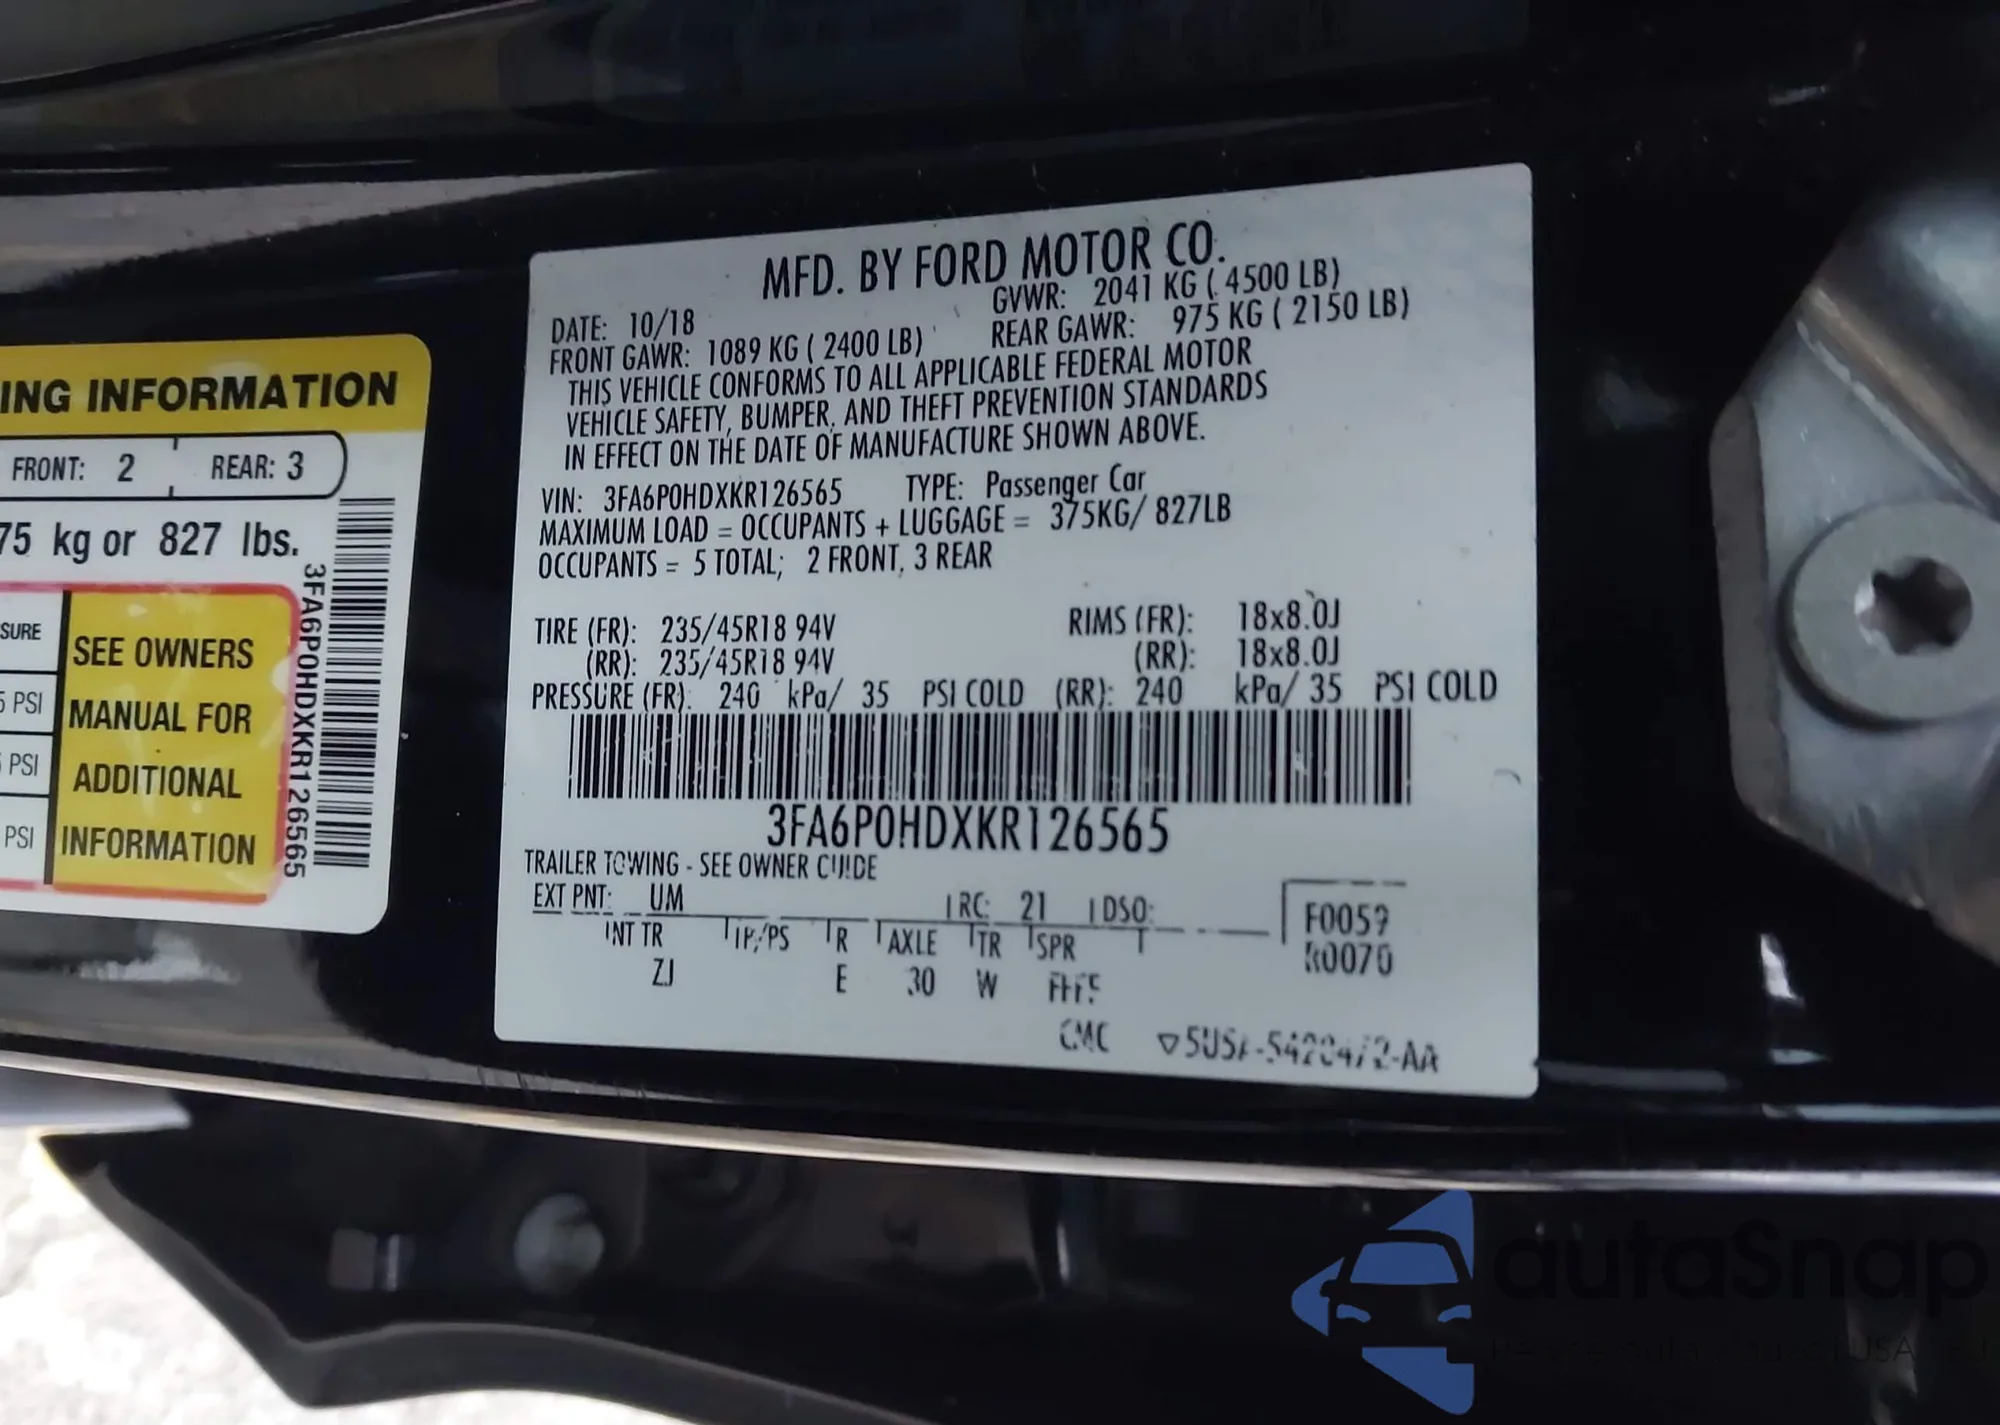 ING INFORMATION
FRONT: 2 REAR: 3
75 kg or 827 lbs.
SURE
5 PSI
PSI
PSI
SEE OWNERS
MANUAL FOR
ADDITIONAL
INFORMATION
3FA6P0HDXKR126565
MFD. BY FORD MOTOR CO.
DATE: 10/18 GVWR: 2041 KG ( 4500 LB)
FRONT GAWR: 1089 KG ( 2400 LB) REAR GAWR: 975 KG ( 2150 LB)
THIS VEHICLE CONFORMS TO ALL APPLICABLE FEDERAL MOTOR
VEHICLE SAFETY, BUMPER, AND THEFT PREVENTION STANDARDS
IN EFFECT ON THE DATE OF MANUFACTURE SHOWN ABOVE.
VIN: 3FA6P0HDXKR126565 TYPE: Passenger Car
MAXIMUM LOAD = OCCUPANTS + LUGGAGE = 375KG/ 827LB
OCCUPANTS = 5 TOTAL; 2 FRONT, 3 REAR
TIRE (FR): 235/45R18 94V RIMS (FR): 18x8.0J
(RR): 235/45R18 94V (RR): 18x8.0J
PRESSURE (FR): 240 kPa/ 35 PSI COLD (RR): 240 kPa/ 35 PSI COLD
3FA6P0HDXKR126565
TRAILER TOWING - SEE OWNER GUIDE
EXT PNT: UM RC: 21 DSO:
F0059
R0070
INT TR TP/PS R AXLE TR SPR
ZJ E 30 W
CMC
autaSnap